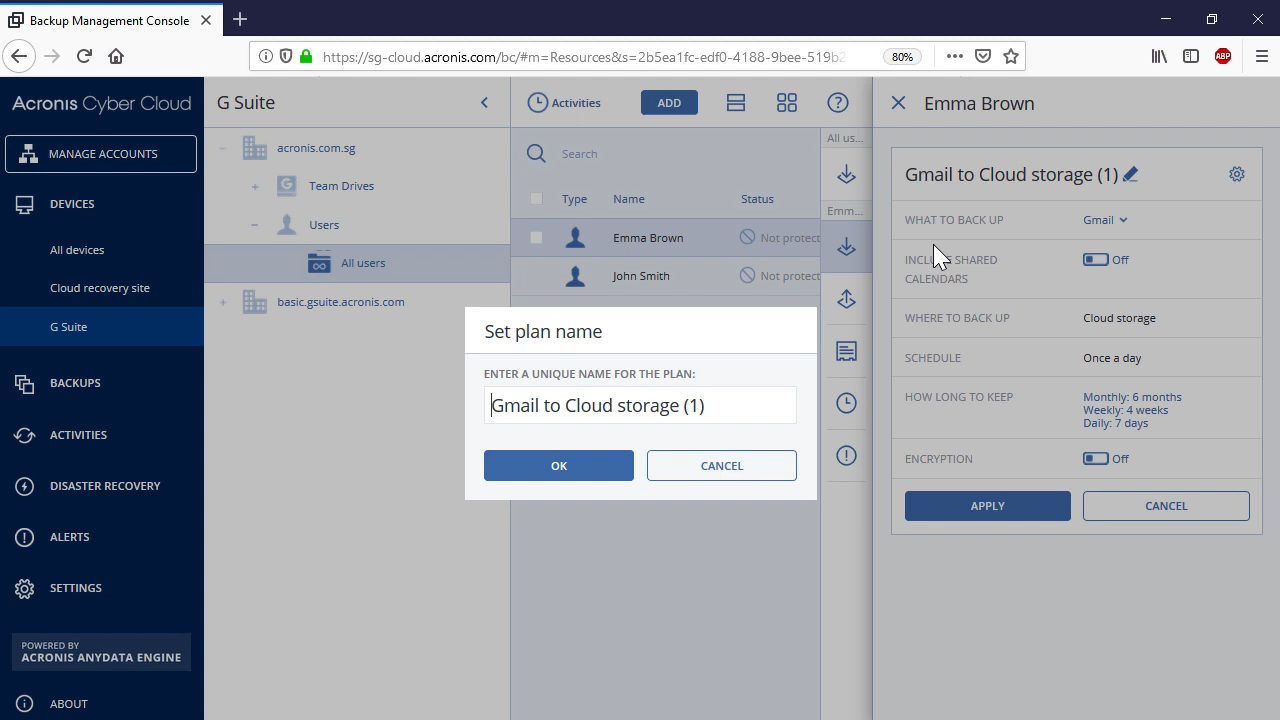 Backup Management Console
https://sg-cloud.acronis.com/bc/#m=Resources&s=2b5ea1fc-edf0-4188-9bee-519b2
80%
ABP
Acronis Cyber Cloud
MANAGE ACCOUNTS
DEVICES
All devices
Cloud recovery site
G Suite
BACKUPS
ACTIVITIES
DISASTER RECOVERY
ALERTS
SETTINGS
POWERED BY
ACRONIS ANYDATA ENGINE
ABOUT
G Suite
acronis.com.sg
G
Team Drives
Users
All users
basic.gsuite.acronis.com
Activities
ADD
?
Search
Type Name Status
Emma Brown Not protect
John Smith Not protect
All us...
Emm...
Set plan name
ENTER A UNIQUE NAME FOR THE PLAN:
Gmail to Cloud storage (1)
OK CANCEL
Emma Brown
Gmail to Cloud storage (1)
WHAT TO BACK UP Gmail
SHARED Off
CALENDARS
WHERE TO BACK UP Cloud storage
SCHEDULE Once a day
HOW LONG TO KEEP Monthly: 6 months
Weekly: 4 weeks
Daily: 7 days
ENCRYPTION Off
APPLY CANCEL